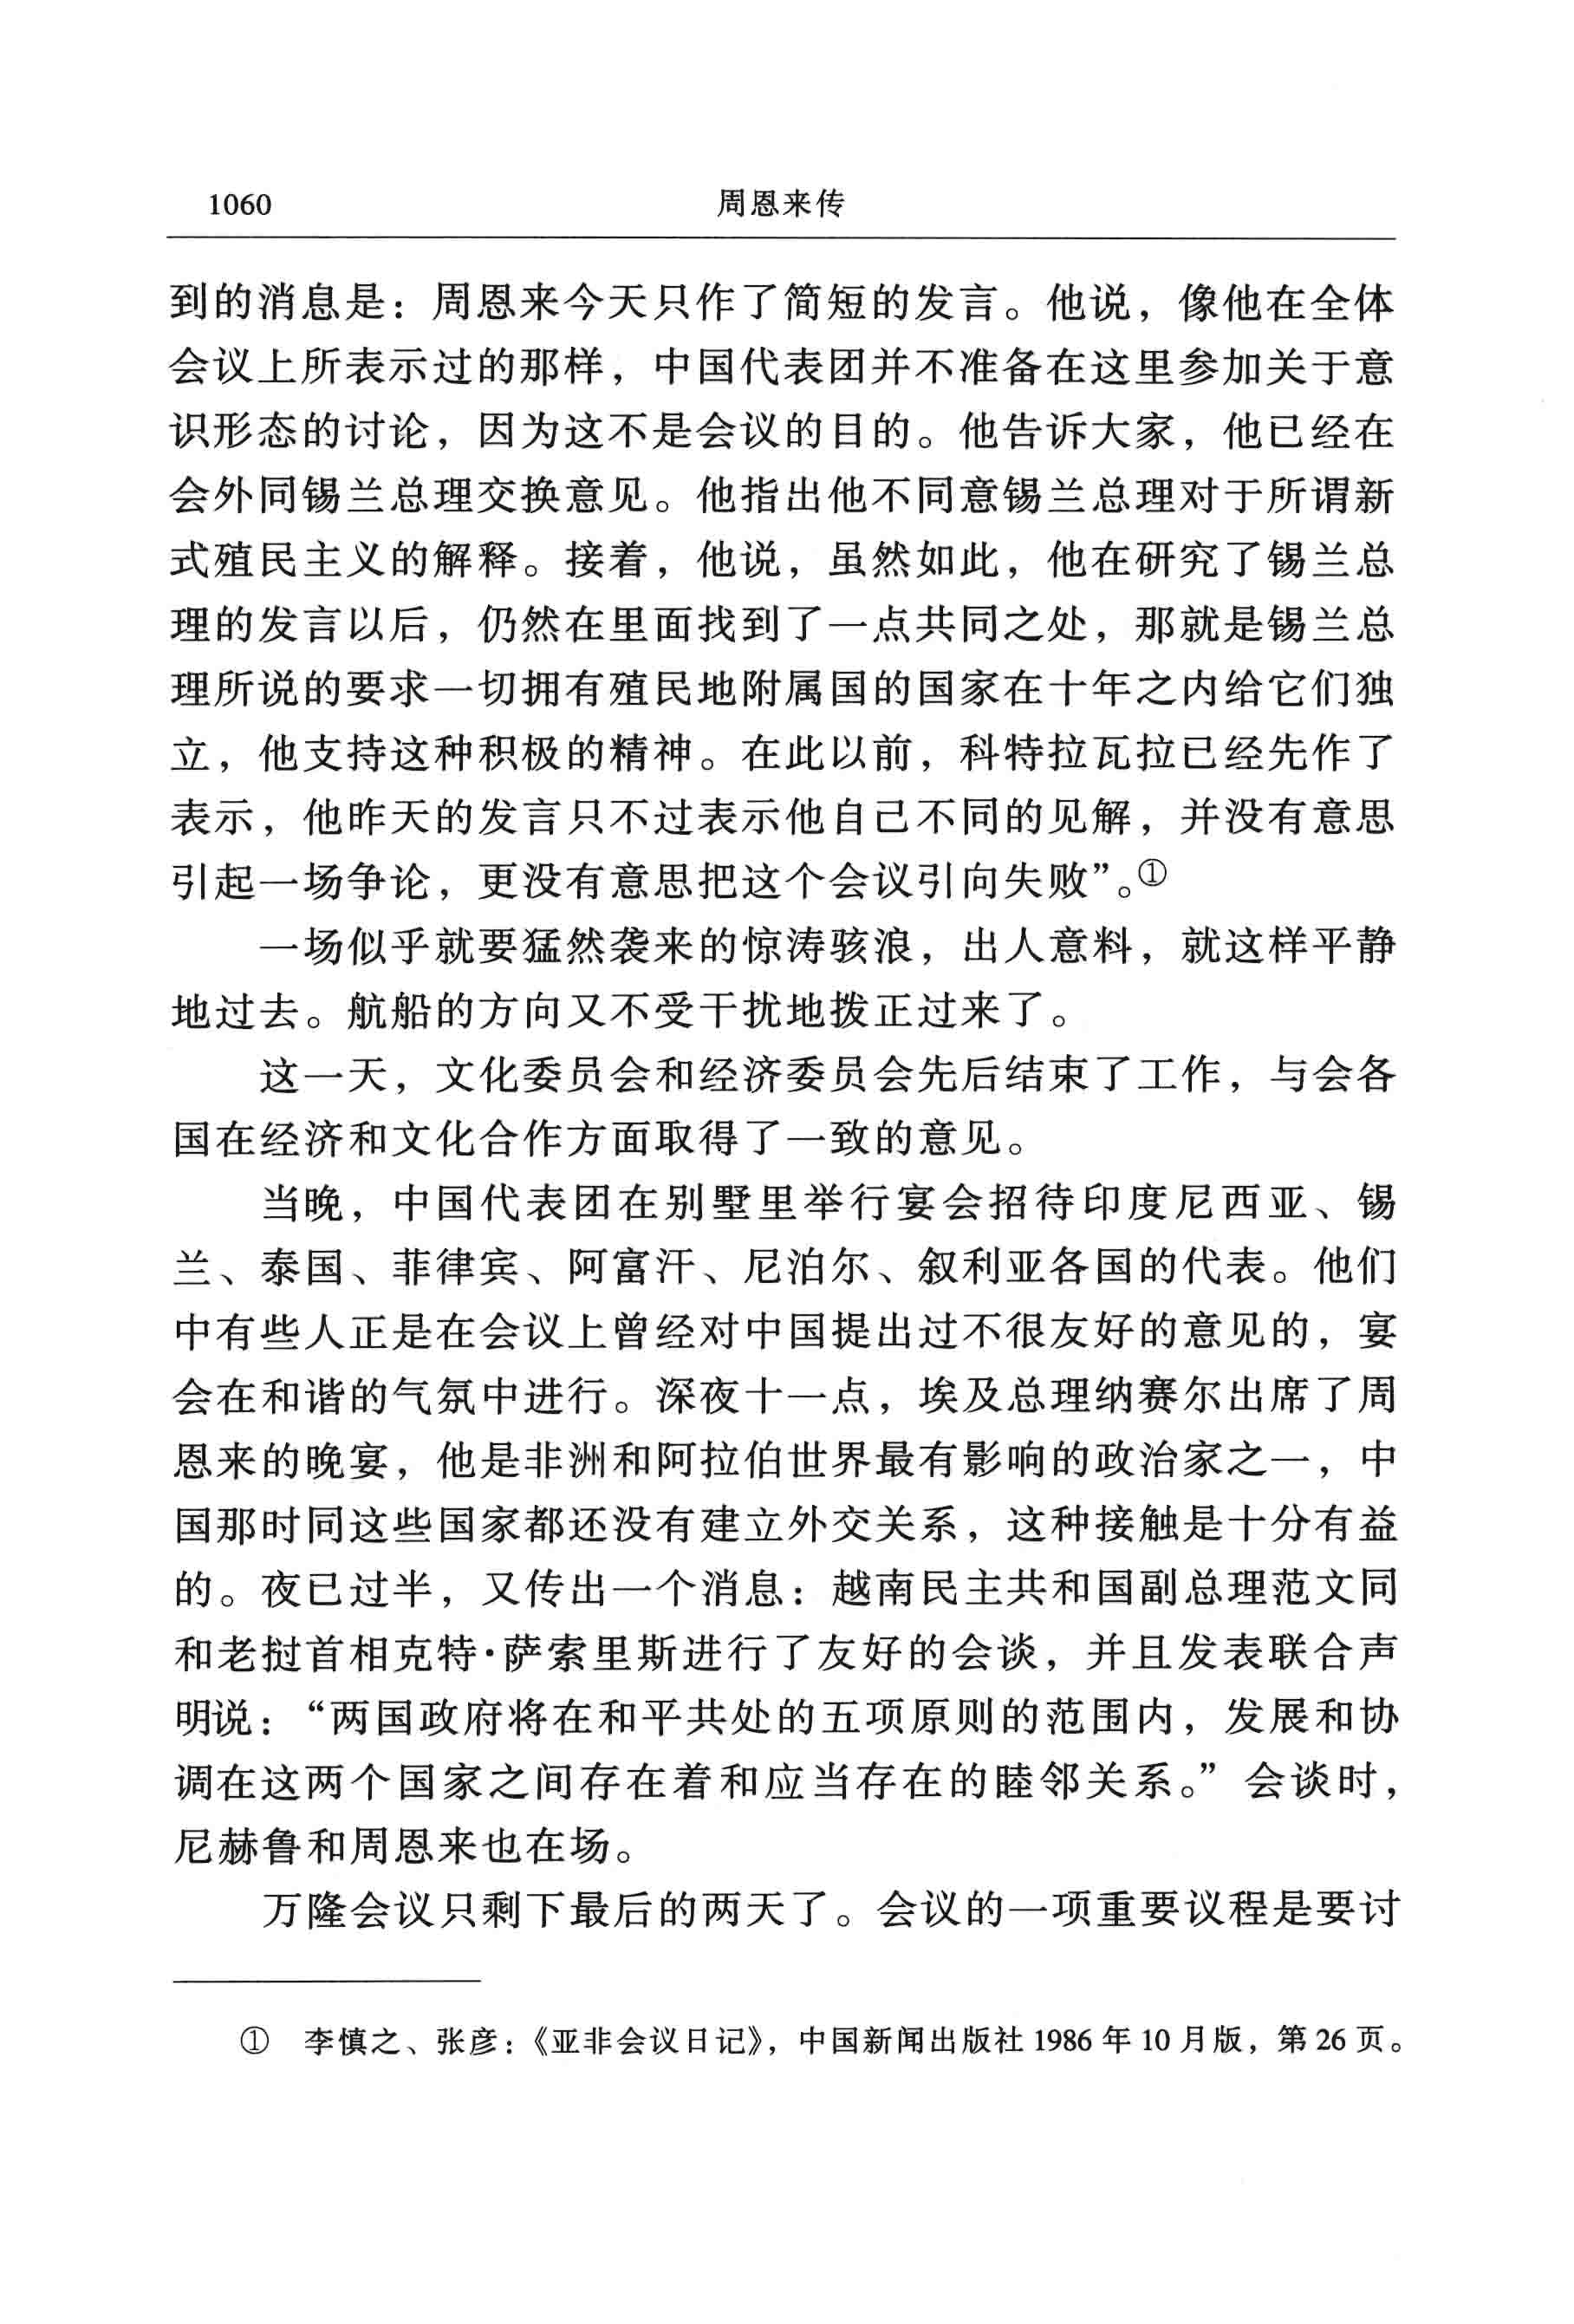 1060 周恩来传
到的消息是：周恩来今天只作了简短的发言。他说，像他在全体
会议上所表示过的那样，中国代表团并不准备在这里参加关于意
识形态的讨论，因为这不是会议的目的。他告诉大家，他已经在
会外同锡兰总理交换意见。他指出他不同意锡兰总理对于所谓新
式殖民主义的解释。接着，他说，虽然如此，他在研究了锡兰总
理的发言以后，仍然在里面找到了一点共同之处，那就是锡兰总
理所说的要求一切拥有殖民地附属国的国家在十年之内给它们独
立，他支持这种积极的精神。在此以前，科特拉瓦拉已经先作了
表示，他昨天的发言只不过表示他自己不同的见解，并没有意思
引起一场争论，更没有意思把这个会议引向失败”。①
一场似乎就要猛然袭来的惊涛骇浪，出人意料，就这样平静
地过去。航船的方向又不受干扰地拨正过来了。
这一天，文化委员会和经济委员会先后结束了工作，与会各
国在经济和文化合作方面取得了一致的意见。
当晚，中国代表团在别墅里举行宴会招待印度尼西亚、锡
兰、泰国、菲律宾、阿富汗、尼泊尔、叙利亚各国的代表。他们
中有些人正是在会议上曾经对中国提出过不很友好的意见的，宴
会在和谐的气氛中进行。深夜十一点，埃及总理纳赛尔出席了周
恩来的晚宴，他是非洲和阿拉伯世界最有影响的政治家之一，中
国那时同这些国家都还没有建立外交关系，这种接触是十分有益
的。夜已过半，又传出一个消息：越南民主共和国副总理范文同
和老挝首相克特·萨索里斯进行了友好的会谈，并且发表联合声
明说：“两国政府将在和平共处的五项原则的范围内，发展和协
调在这两个国家之间存在着和应当存在的睦邻关系。”会谈时，
尼赫鲁和周恩来也在场。
万隆会议只剩下最后的两天了。会议的一项重要议程是要讨
① 李慎之、张彦：《亚非会议日记》，中国新闻出版社 1986 年 10 月版，第 26 页。